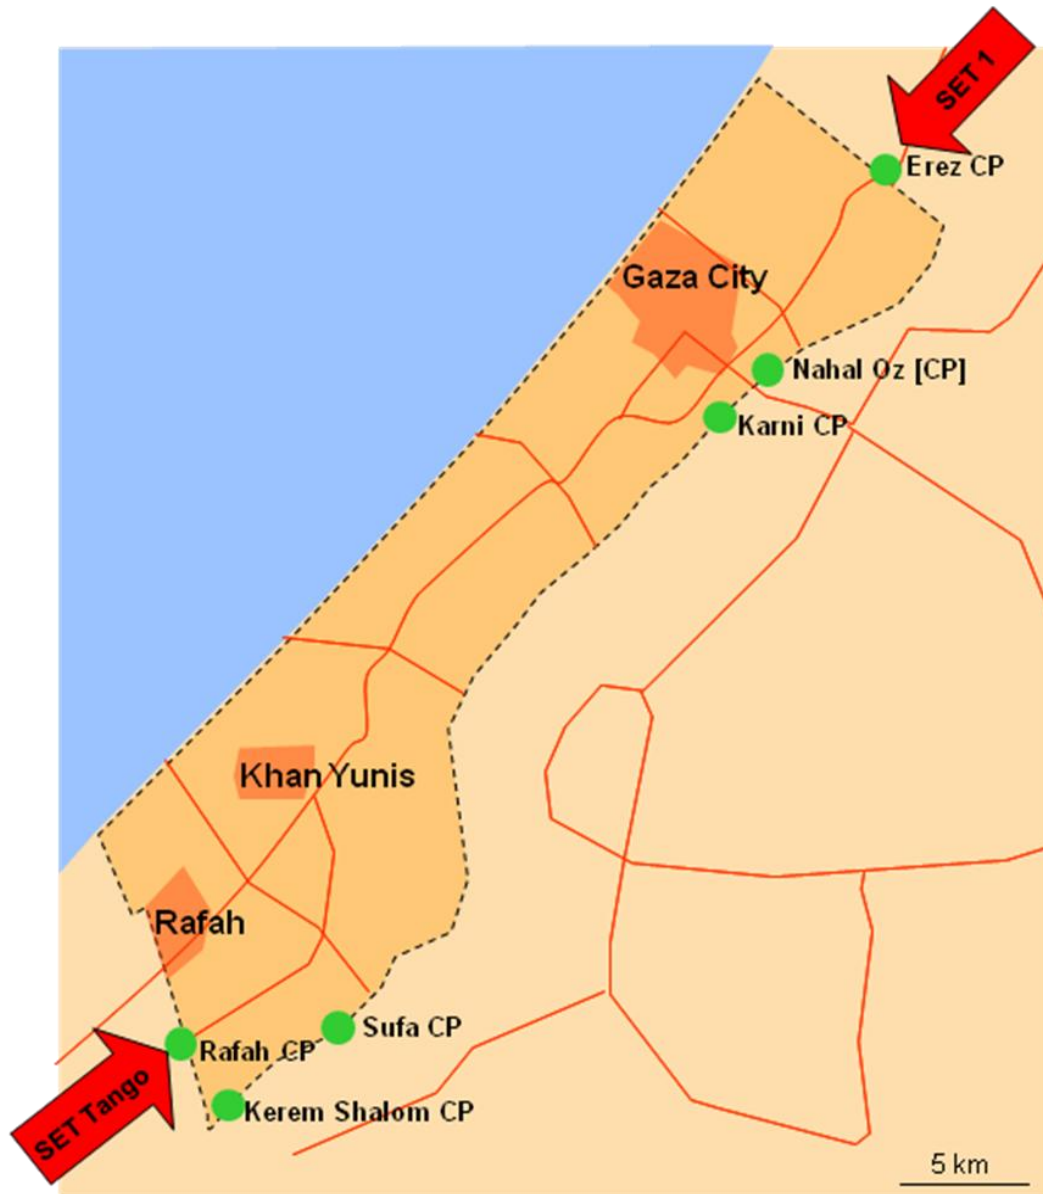 SET 1
Erez CP
Gaza City
Nahal Oz [CP]
Karni CP
Khan Yunis
Rafah
Sufa CP
Rafah CP
SET Tango
Kerem Shalom CP
5 km